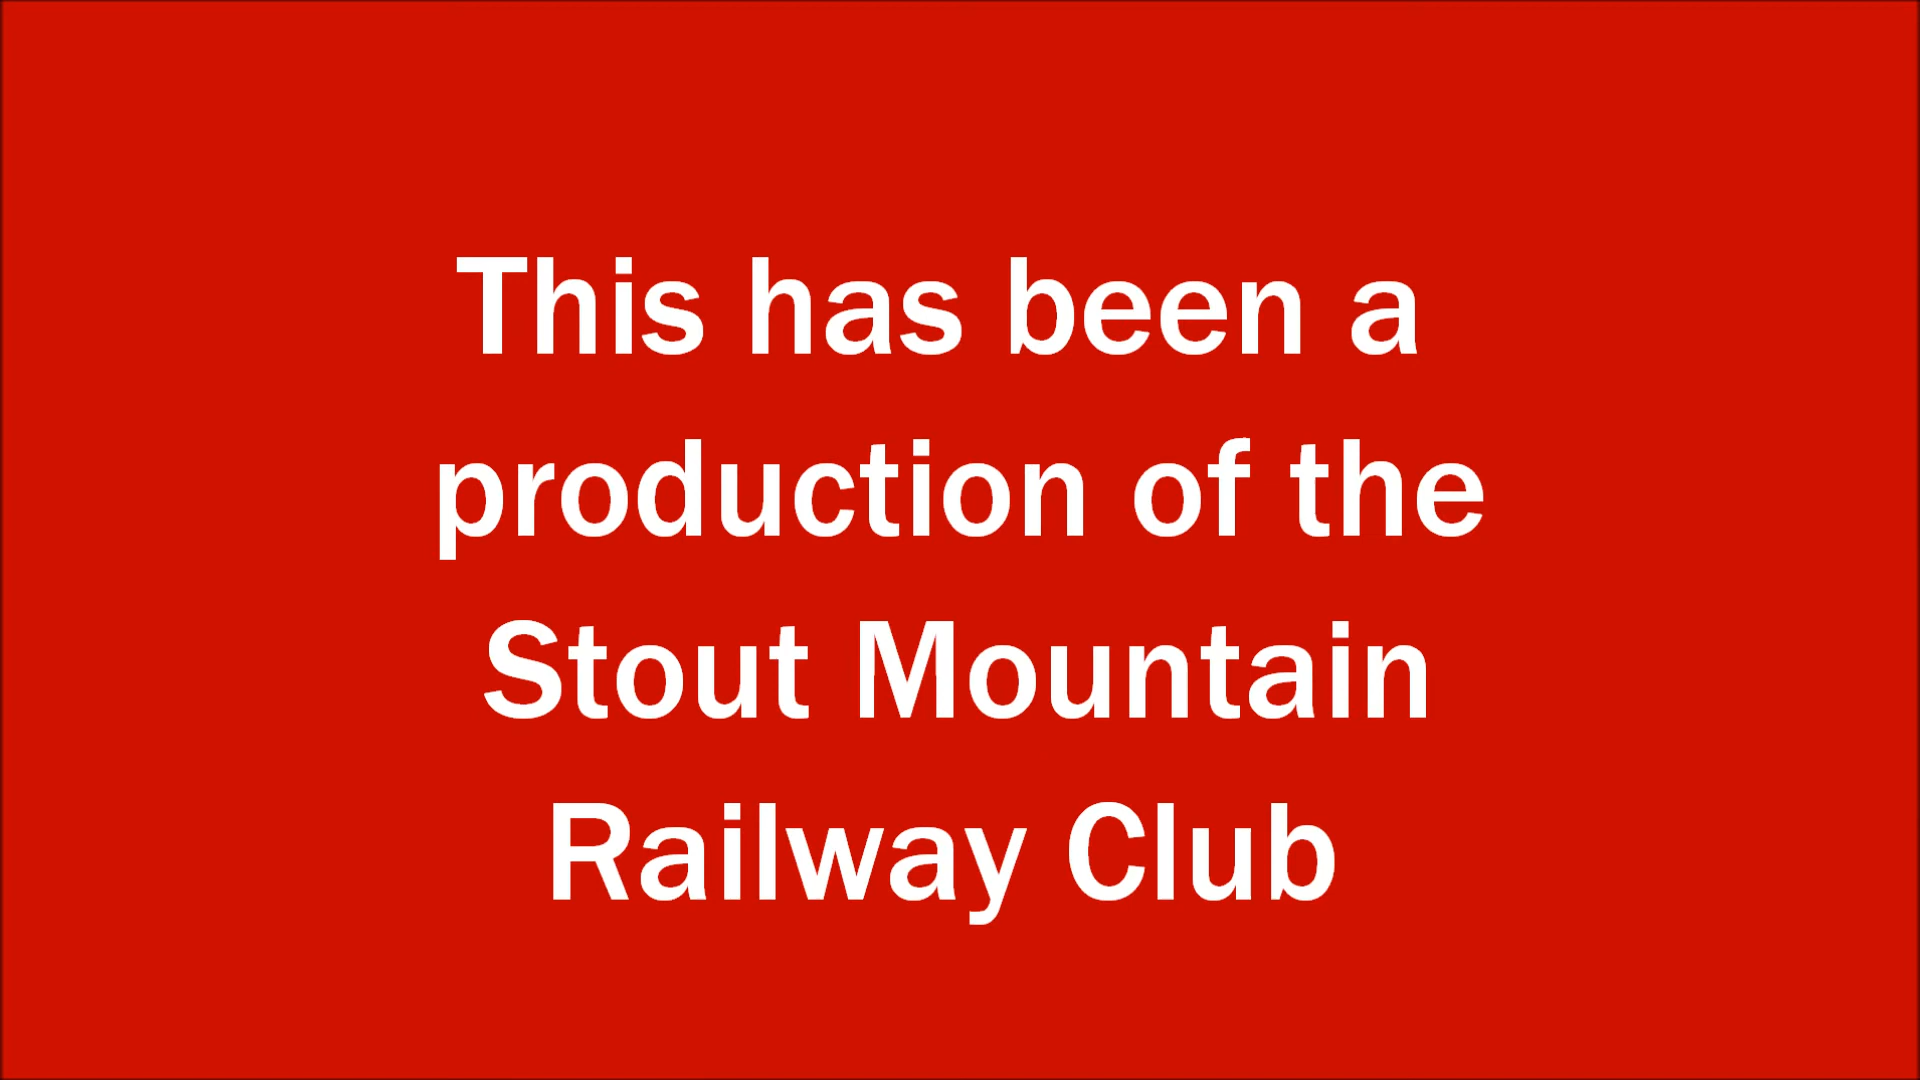 This has been a
production of the
Stout Mountain
Railway Club